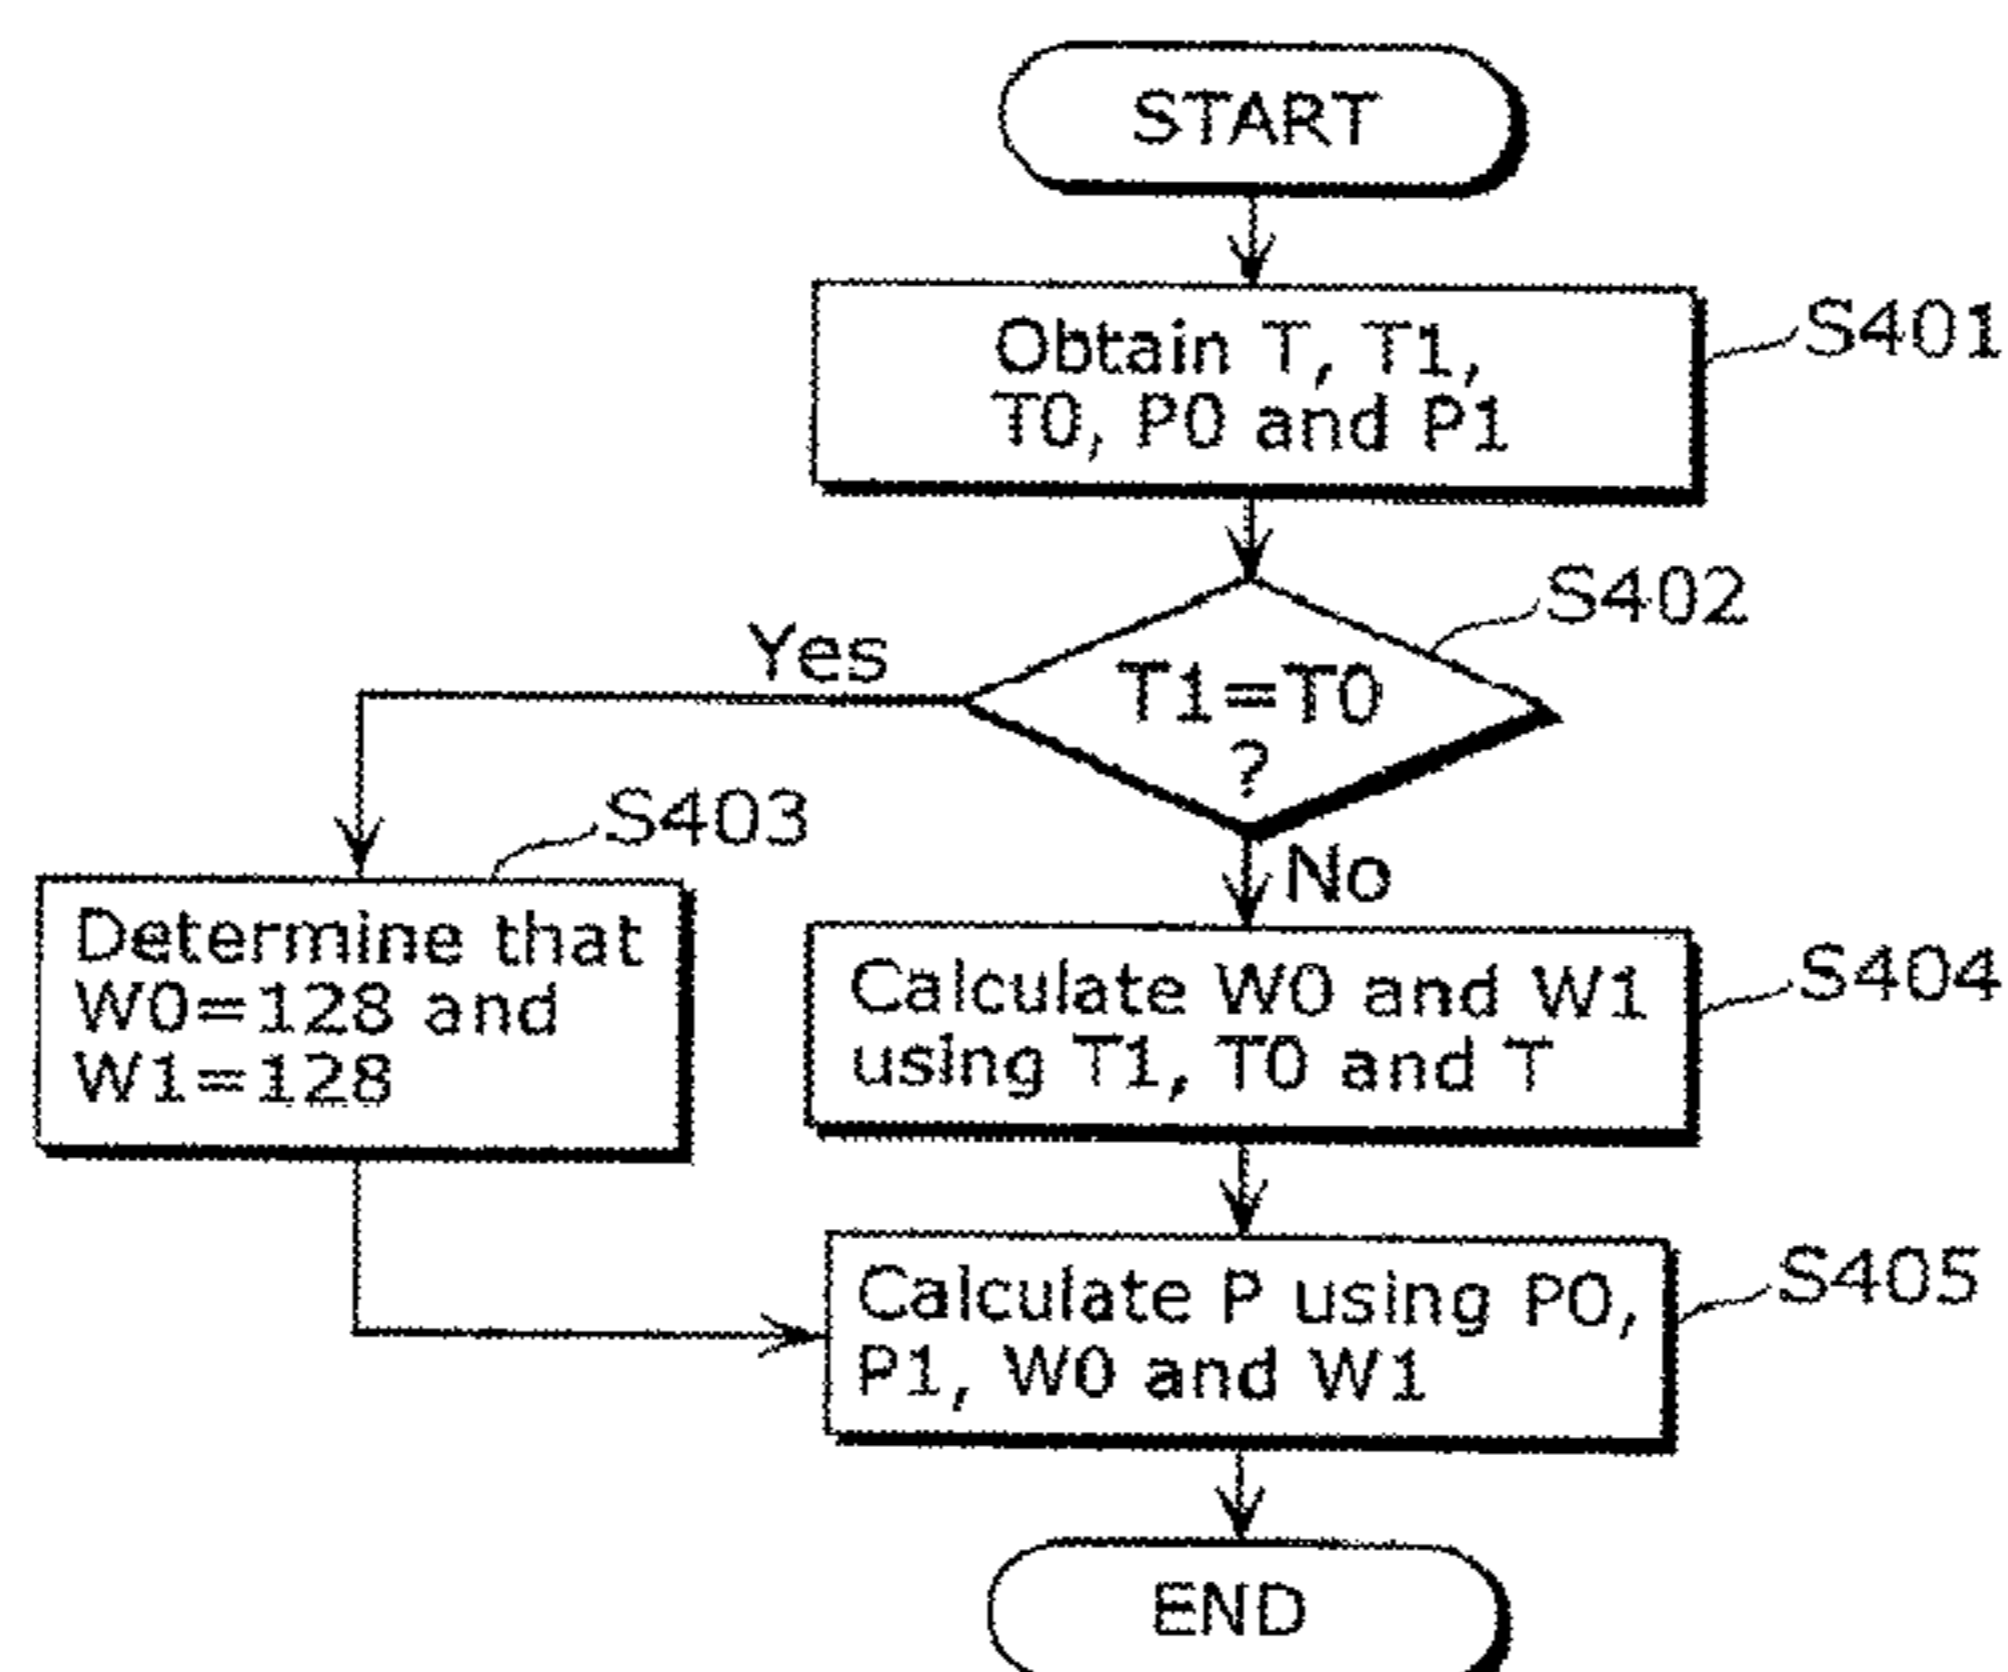 START
Obtain T, T1,
T0, P0 and P1
S401
S402
Yes
T1=T0
?
No
S403
Determine that
W0=128 and
W1=128
Calculate W0 and W1
using T1, T0 and T
S404
Calculate P using P0,
P1, W0 and W1
S405
END